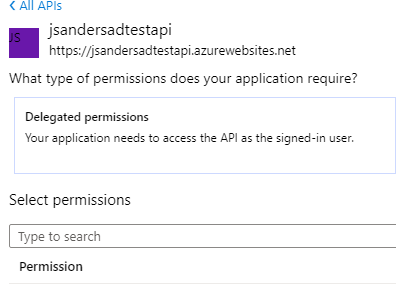 All APIs
JS
jsandersadtestapi
https://jsandersadtestapi.azurewebsites.net
What type of permissions does your application require?
Delegated permissions
Your application needs to access the API as the signed-in user.
Select permissions
Type to search
Permission